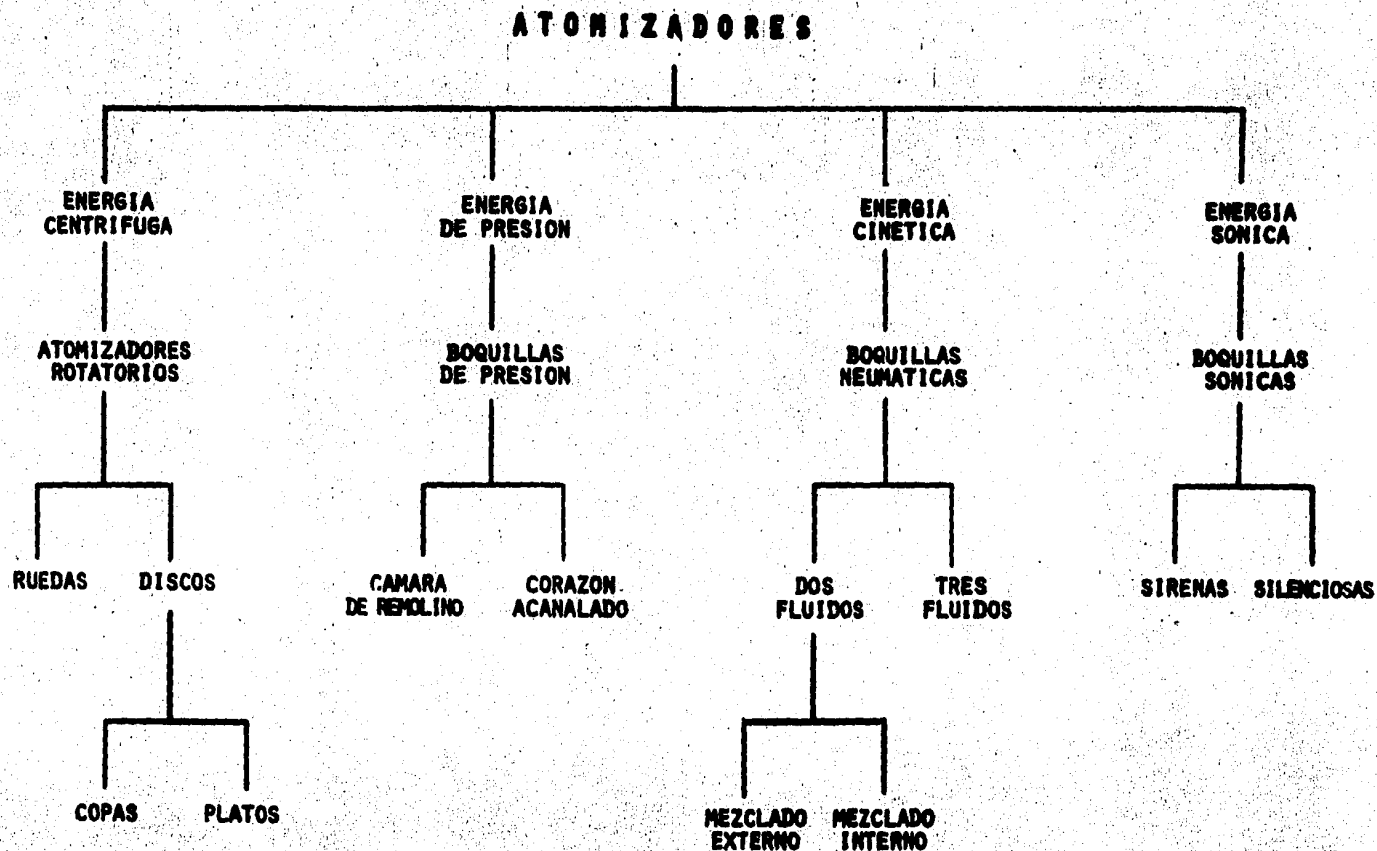 ATOMIZADORES
ENERGIA
CENTRIFUGA
ENERGIA
DE PRESION
ENERGIA
CINETICA
ENERGIA
SONICA
ATOMIZADORES
ROTATORIOS
BOQUILLAS
DE PRESION
BOQUILLAS
NEUMATICAS
BOQUILLAS
SONICAS
RUEDAS
DISCOS
CAMARA
DE REMOLINO
CORAZON
ACANALADO
DOS
FLUIDOS
TRES
FLUIDOS
SIRENAS
SILENCIOSAS
COPAS
PLATOS
MEZCLADO
EXTERNO
MEZCLADO
INTERNO